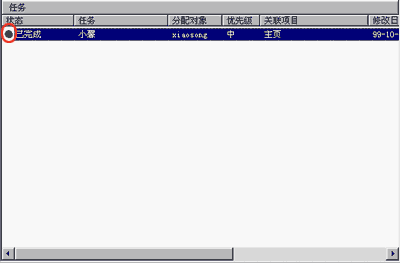 任务
状态 任务 分配对象 优先级 关联项目 修改日
已完成 小馨 xiaosong 中 主页 99-10-